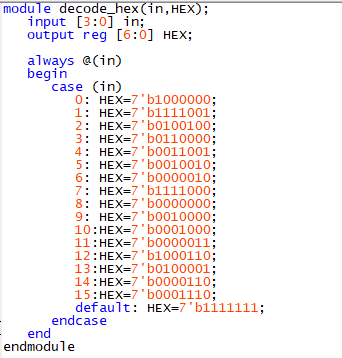 module decode_hex(in,HEX);
input [3:0] in;
output reg [6:0] HEX;
always @(in)
begin
case (in)
0: HEX=7'b1000000;
1: HEX=7'b1111001;
2: HEX=7'b0100100;
3: HEX=7'b0110000;
4: HEX=7'b0011001;
5: HEX=7'b0010010;
6: HEX=7'b0000010;
7: HEX=7'b1111000;
8: HEX=7'b0000000;
9: HEX=7'b0010000;
10:HEX=7'b0001000;
11:HEX=7'b0000011;
12:HEX=7'b1000110;
13:HEX=7'b0100001;
14:HEX=7'b0000110;
15:HEX=7'b0001110;
default: HEX=7'b1111111;
endcase
end
endmodule